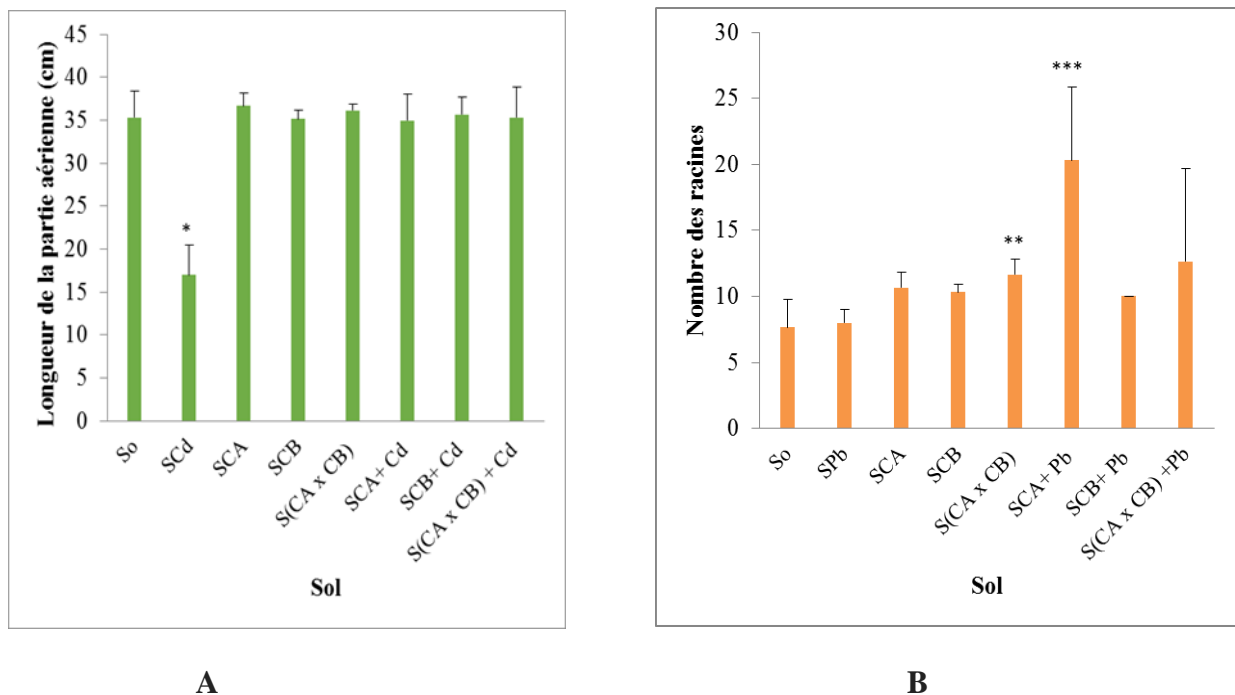 Longueur de la partie aérienne (cm)
50
45
40
35
30
25
20
15
10
5
0
*
So
SCd
SCA
SCB
S(CA x CB)
SCA+ Cd
SCB+ Cd
S(CA x CB) + Cd
Sol
A
Nombre des racines
30
25
20
15
10
5
0
**
***
So
SPb
SCA
SCB
S(CA x CB)
SCA+ Pb
SCB+ Pb
S(CA x CB) +Pb
Sol
B